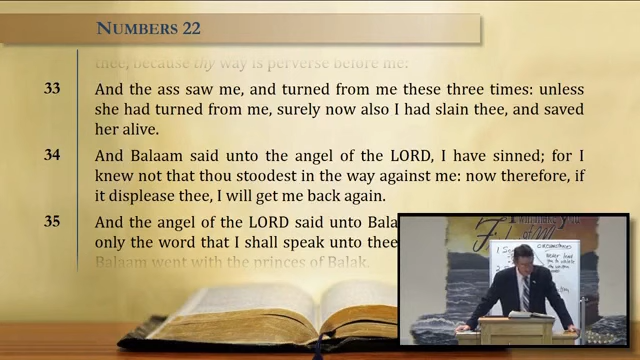 NUMBERS 22
thee, because thy way is perverse before me:
33 And the ass saw me, and turned from me these three times: unless
she had turned from me, surely now also I had slain thee, and saved
her alive.
34 And Balaam said unto the angel of the LORD, I have sinned; for I
knew not that thou stoodest in the way against me: now therefore, if
it displease thee, I will get me back again.
35 And the angel of the LORD said unto Bala
only the word that I shall speak unto thee
Balaam went with the princes of Balak.